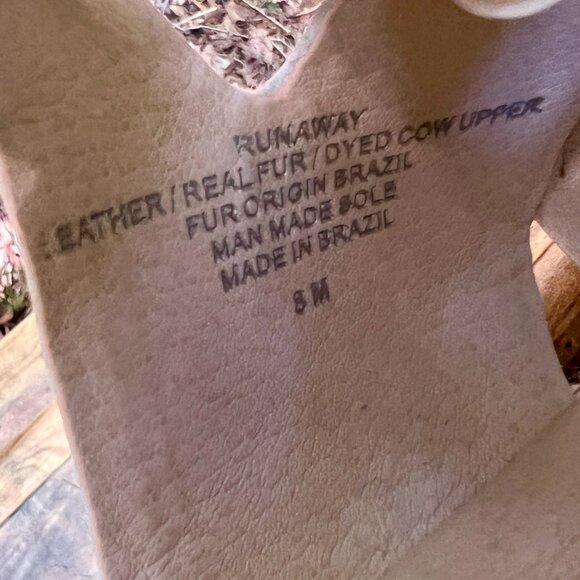 RUNAWAY
LEATHER / REAL FUR / DYED COW UPPER
FUR ORIGIN BRAZIL
MAN MADE SOLE
MADE IN BRAZIL
8 M